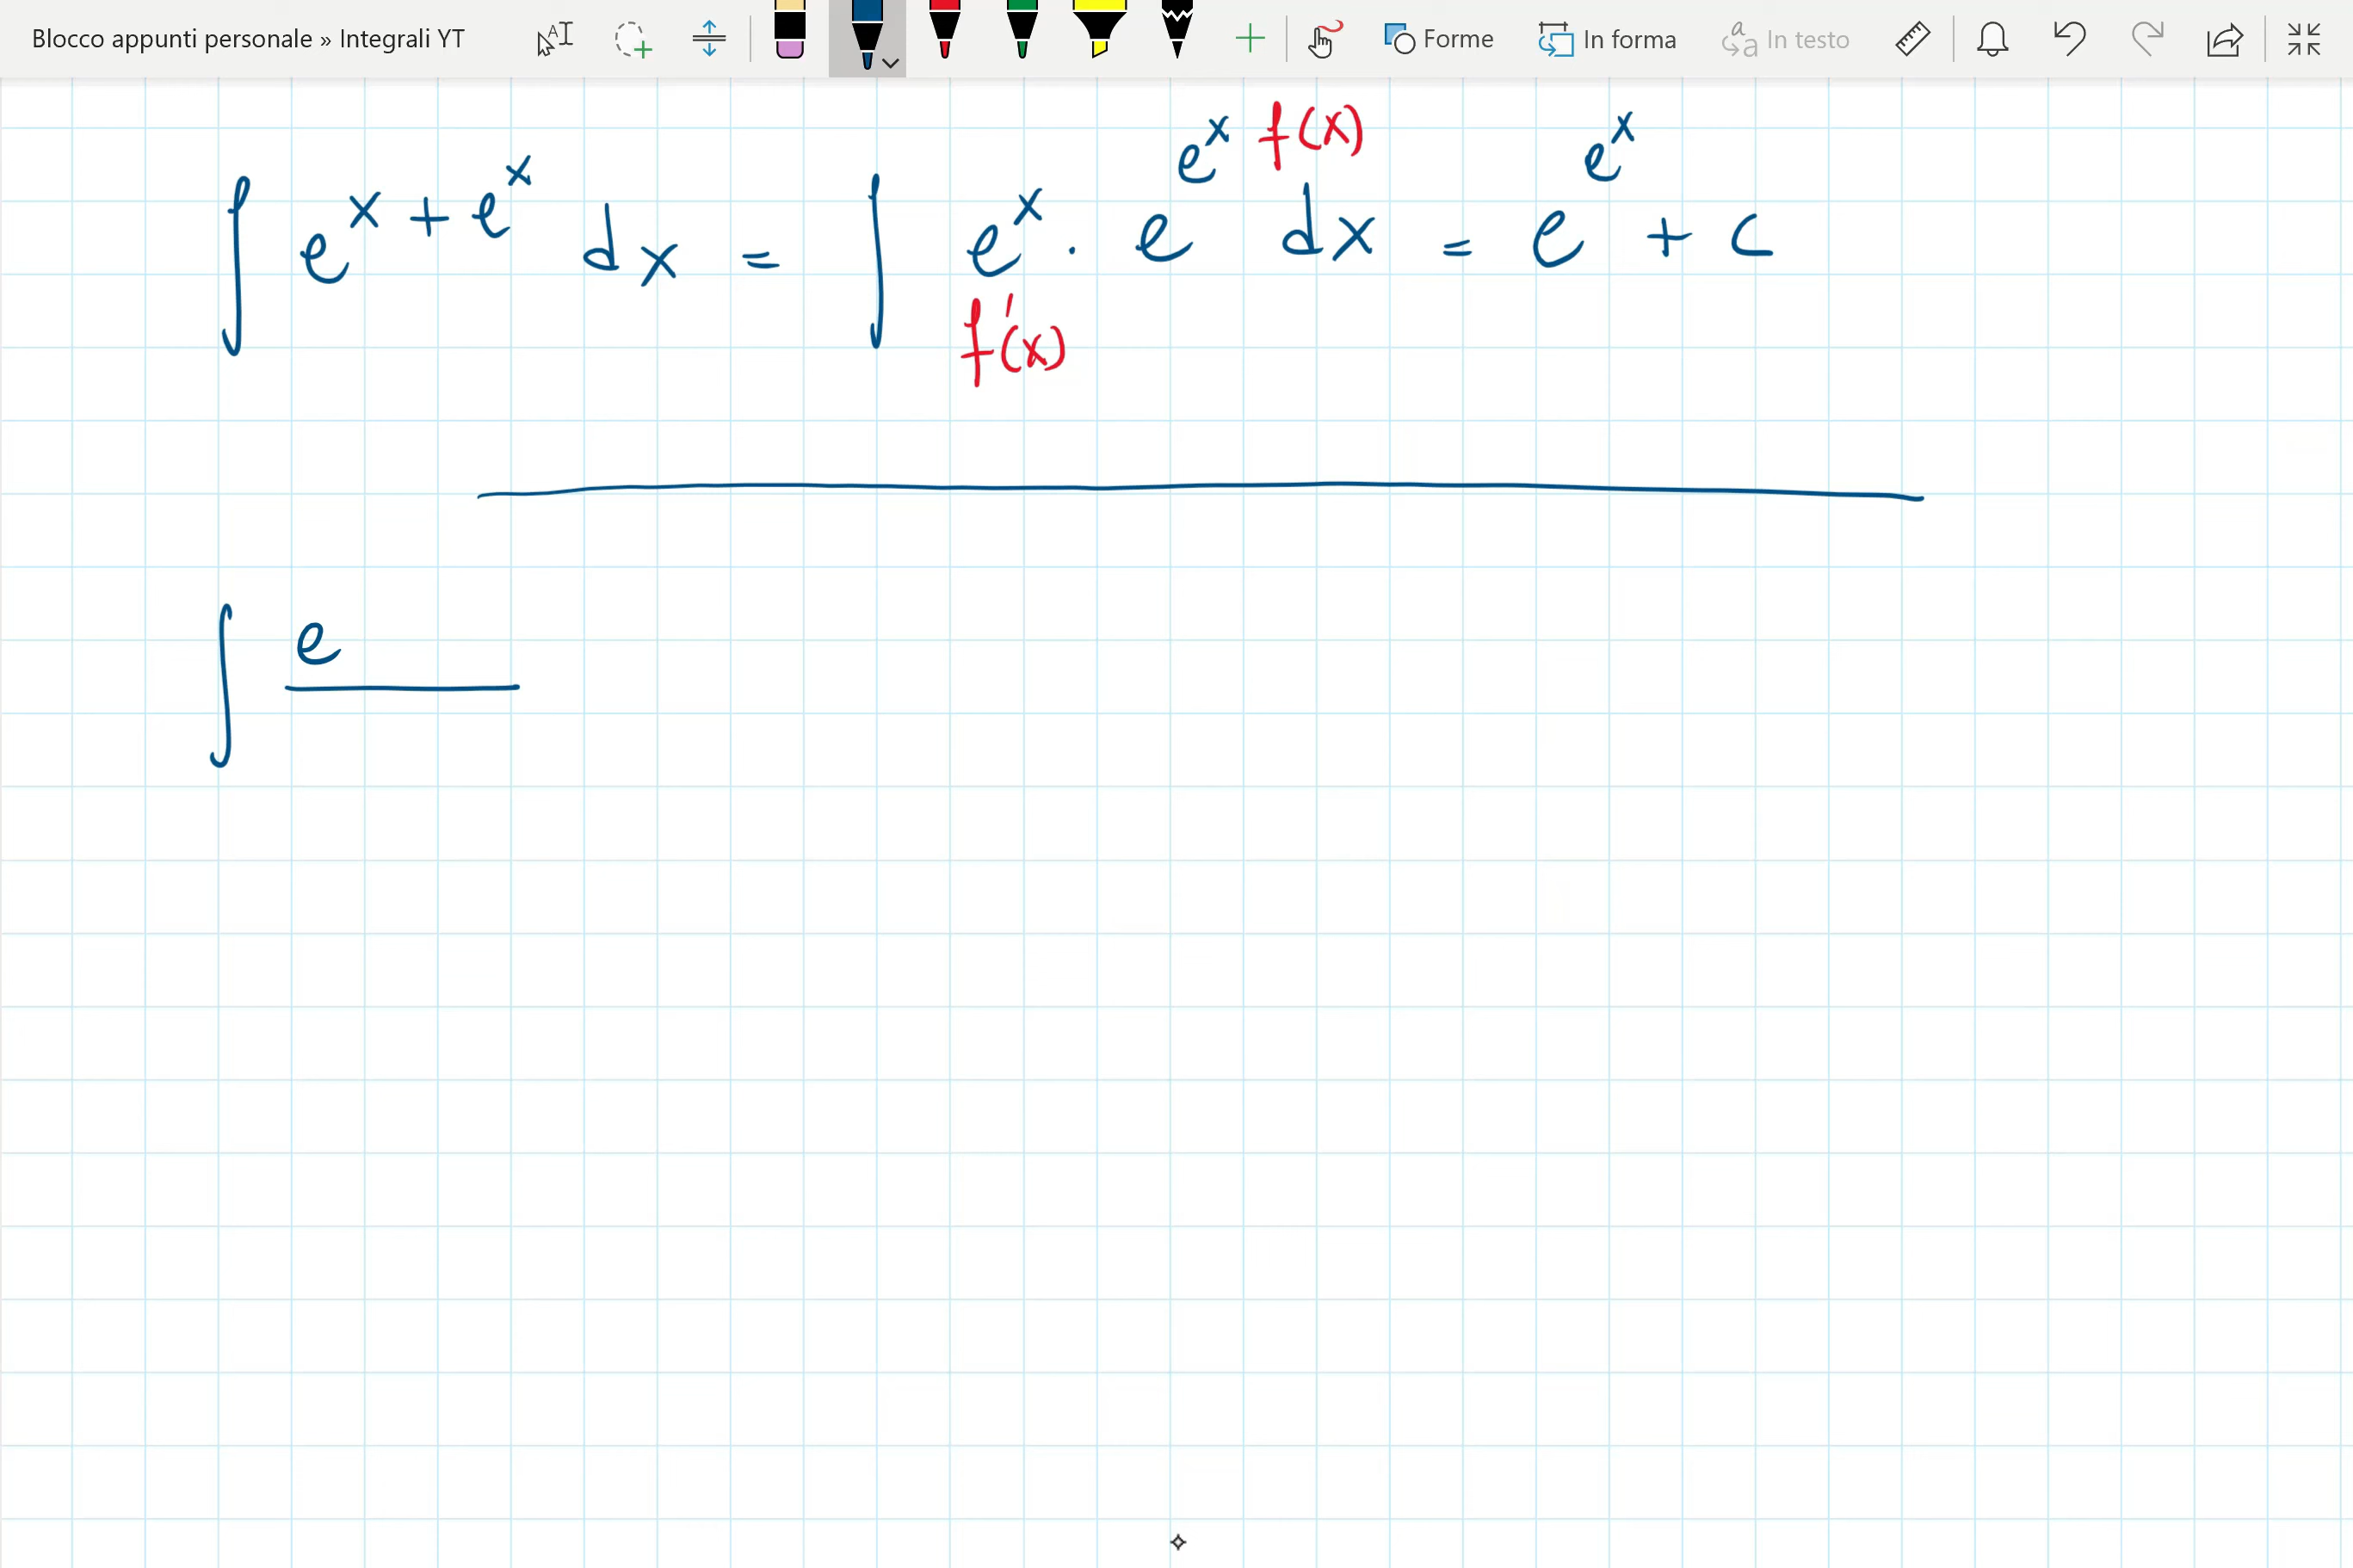 Blocco appunti personale » Integrali YT Forme In forma In testo
∫ e^(x + e^x) dx = ∫ e^x · e^(e^x) dx = e^(e^x) + c
f(x)
f'(x)
∫ e